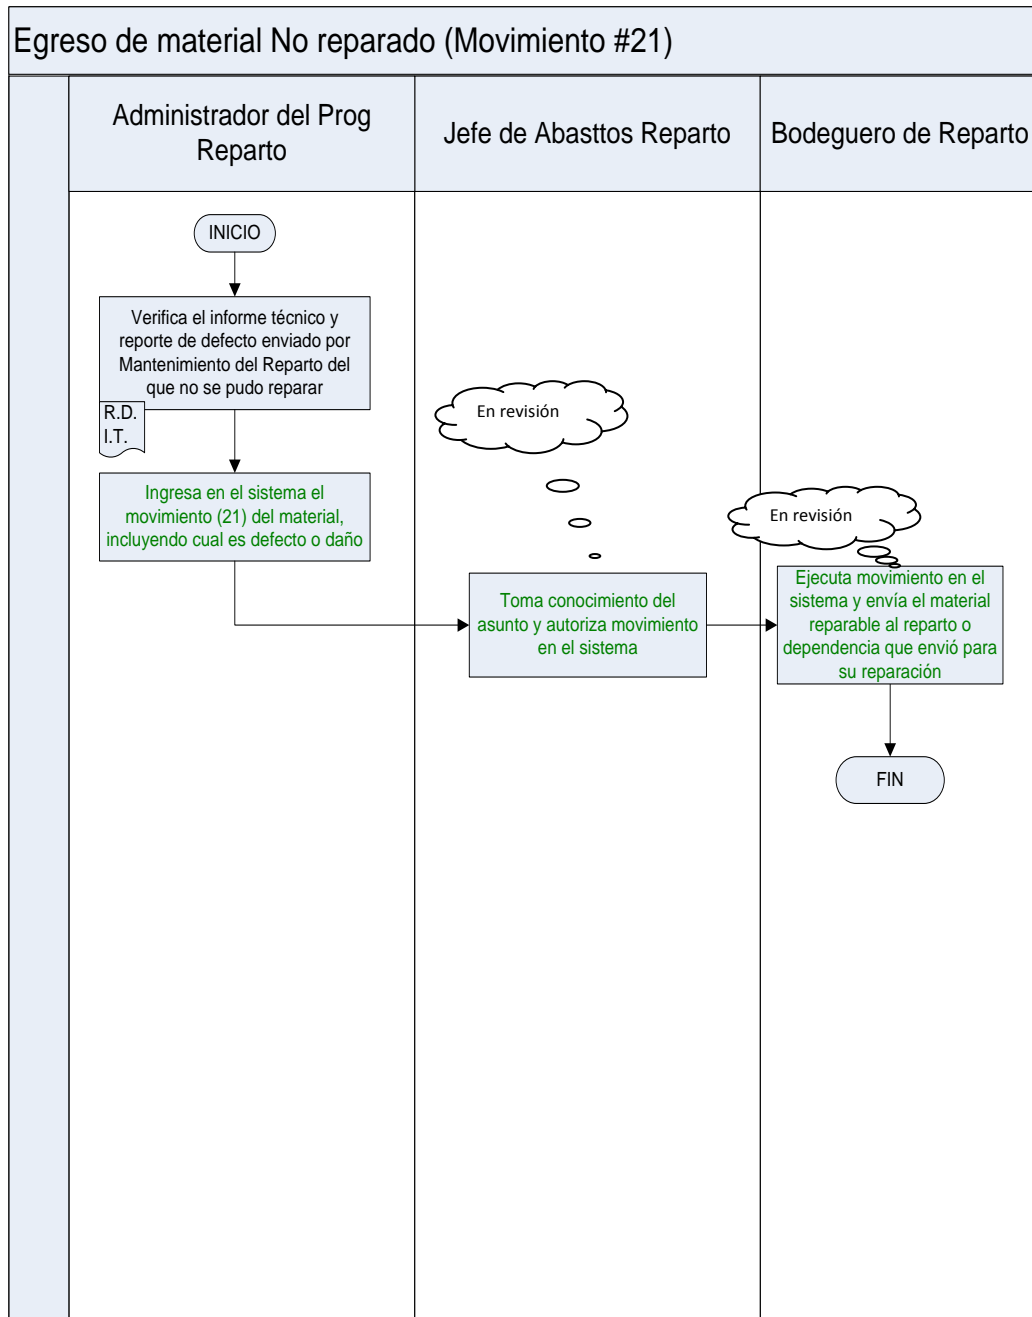 Egreso de material No reparado (Movimiento #21)
Administrador del Prog
Reparto
Jefe de Abasttos Reparto
Bodeguero de Reparto
INICIO
Verifica el informe técnico y
reporte de defecto enviado por
Mantenimiento del Reparto del
que no se pudo reparar
R.D.
I.T.
Ingresa en el sistema el
movimiento (21) del material,
incluyendo cual es defecto o daño
En revisión
Toma conocimiento del
asunto y autoriza movimiento
en el sistema
En revisión
Ejecuta movimiento en el
sistema y envía el material
reparable al reparto o
dependencia que envió para
su reparación
FIN